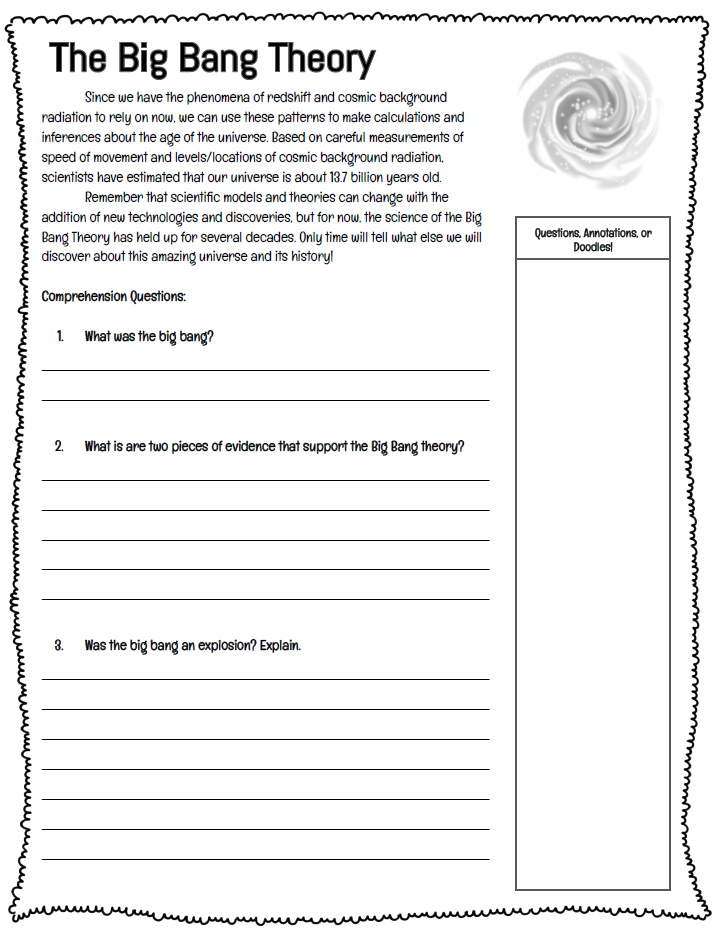 The Big Bang Theory
Since we have the phenomena of redshift and cosmic background
radiation to rely on now, we can use these patterns to make calculations and
inferences about the age of the universe. Based on careful measurements of
speed of movement and levels/locations of cosmic background radiation,
scientists have estimated that our universe is about 13.7 billion years old.
Remember that scientific models and theories can change with the
addition of new technologies and discoveries, but for now, the science of the Big
Bang Theory has held up for several decades. Only time will tell what else we will
discover about this amazing universe and its history!
Comprehension Questions:
1. What was the big bang?
2. What is are two pieces of evidence that support the Big Bang theory?
3. Was the big bang an explosion? Explain.
Questions, Annotations, or
Doodles!